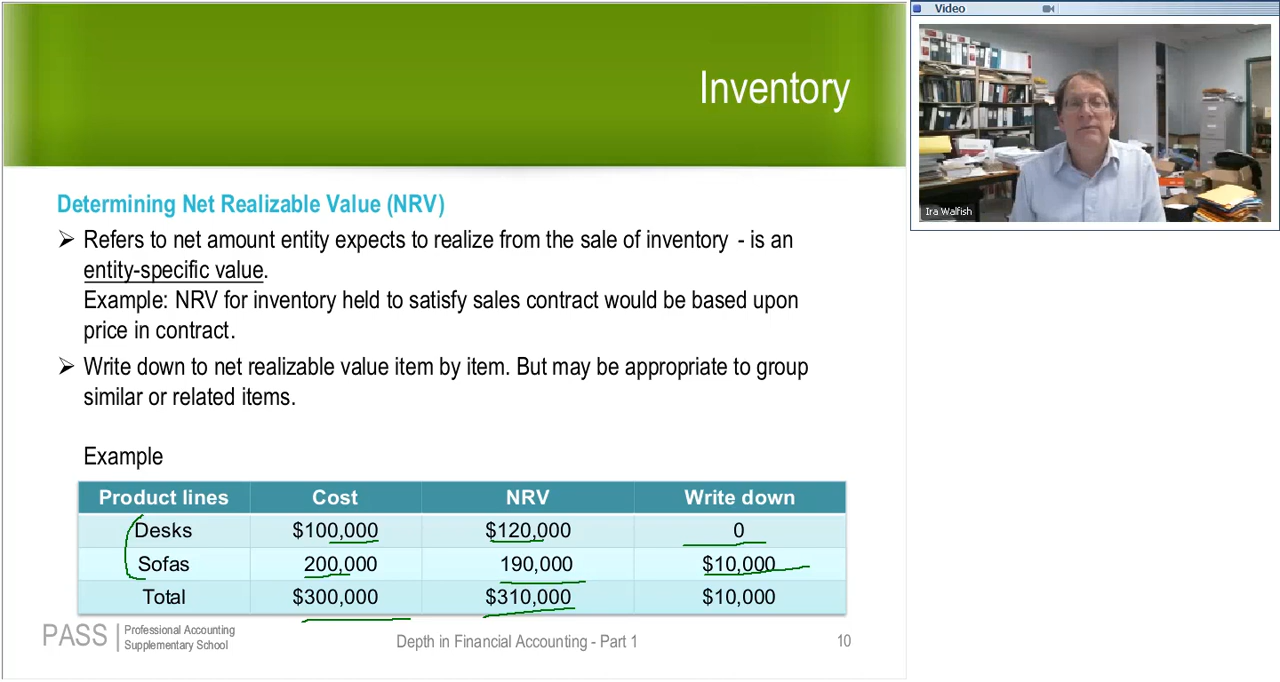 Inventory
Video
Ira Walfish
Determining Net Realizable Value (NRV)
➢ Refers to net amount entity expects to realize from the sale of inventory - is an
entity-specific value.
Example: NRV for inventory held to satisfy sales contract would be based upon
price in contract.
➢ Write down to net realizable value item by item. But may be appropriate to group
similar or related items.
Example
Product lines Cost NRV Write down
Desks $100,000 $120,000 0
Sofas 200,000 190,000 $10,000
Total $300,000 $310,000 $10,000
PASS | Professional Accounting
Supplementary School
Depth in Financial Accounting - Part 1
10